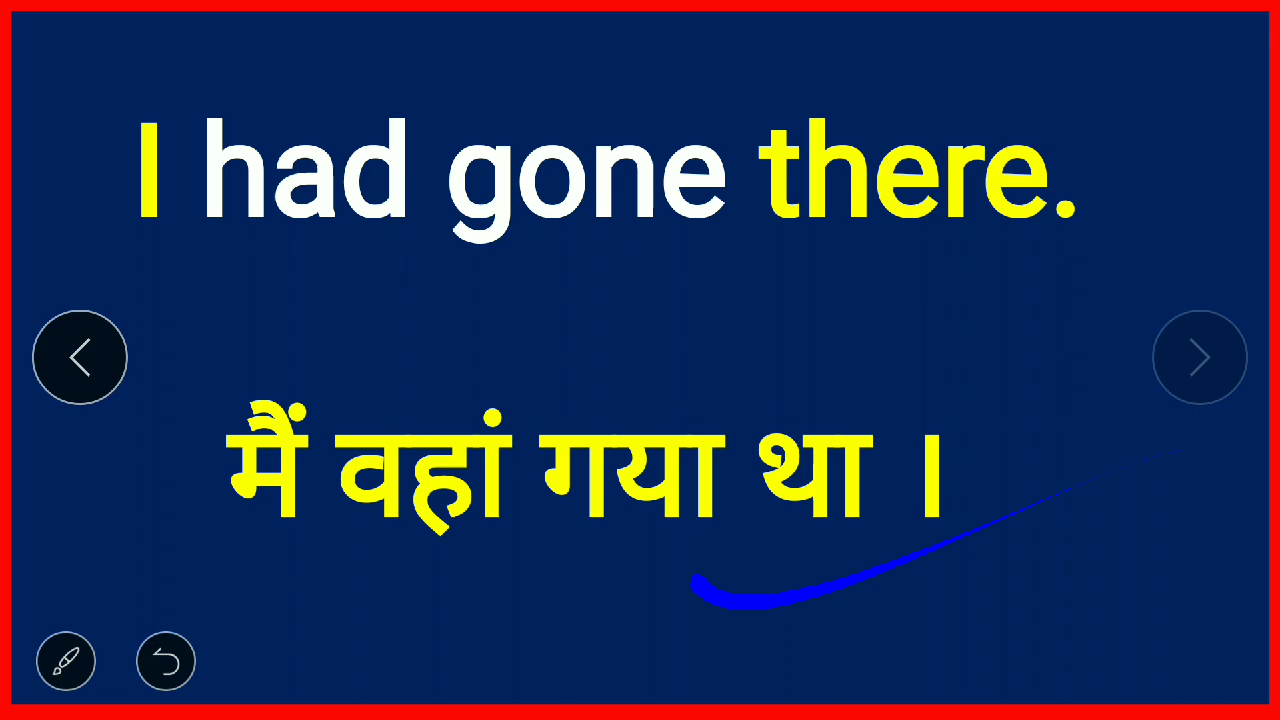 I had gone there.
मैं वहां गया था ।